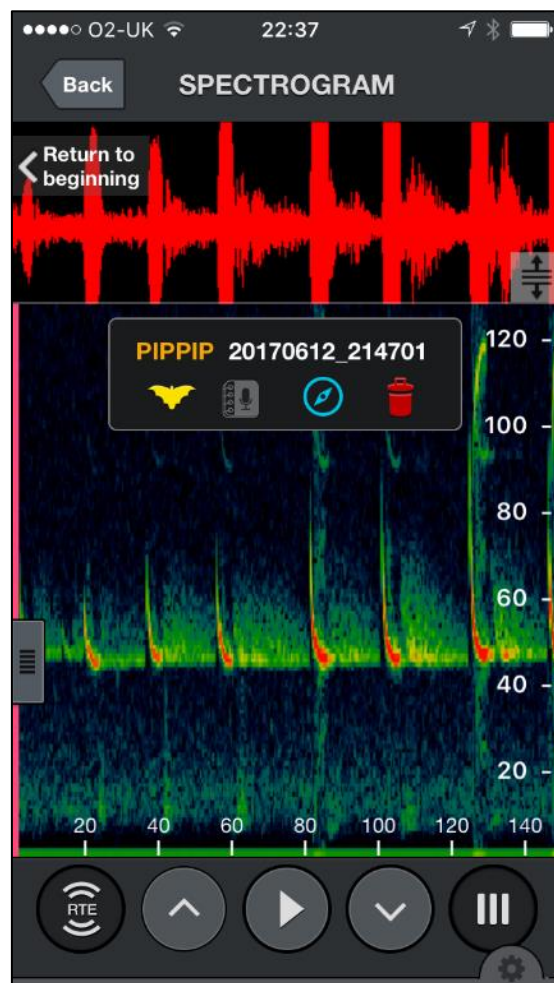 O2-UK 22:37
Back SPECTROGRAM
Return to
beginning
PIPPIP 20170612_214701
120
100
80
60
40
20
20 40 60 80 100 120 140
RTE